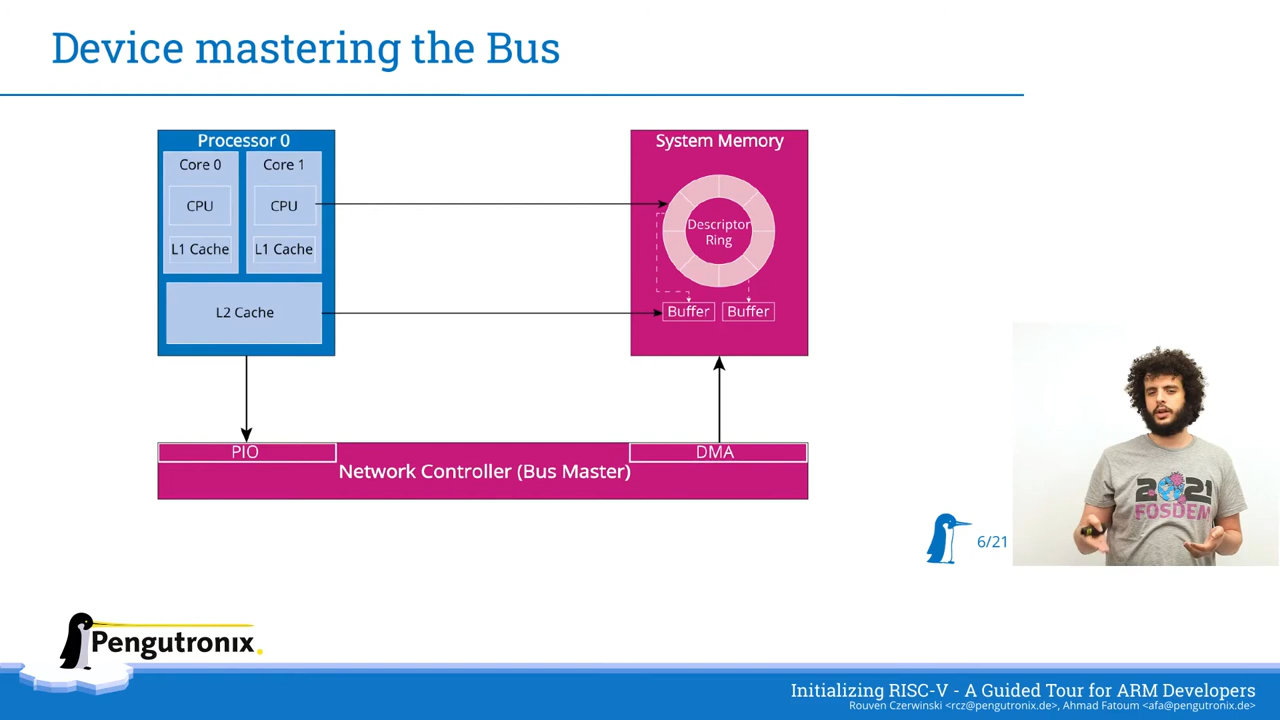 Device mastering the Bus
Processor 0
Core 0
Core 1
CPU
CPU
L1 Cache
L1 Cache
L2 Cache
System Memory
Descriptor
Ring
Buffer
Buffer
PIO
DMA
Network Controller (Bus Master)
2021
FOSDEM
6/21
Pengutronix
Initializing RISC-V - A Guided Tour for ARM Developers
Rouven Czerwinski <rcz@pengutronix.de>, Ahmad Fatoum <afa@pengutronix.de>